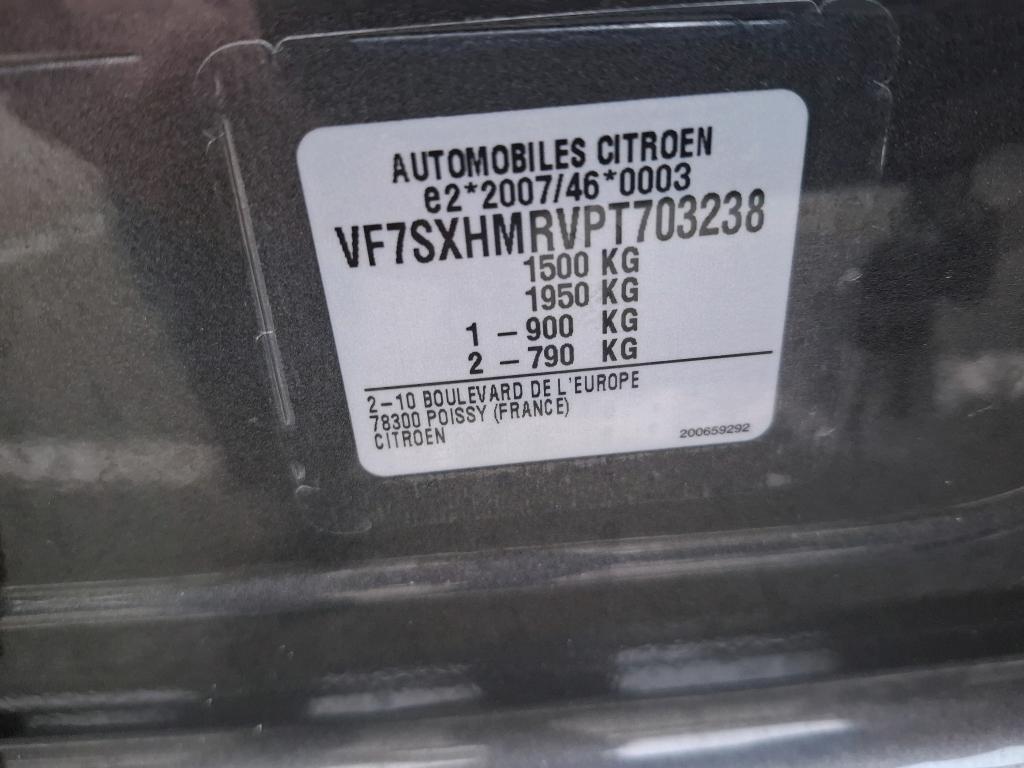 AUTOMOBILES CITROEN
e2*2007/46*0003
VF7SXHMRVPT703238
1500 KG
1950 KG
1 – 900 KG
2 – 790 KG
2–10 BOULEVARD DE L'EUROPE
78300 POISSY (FRANCE)
CITROEN
200659292